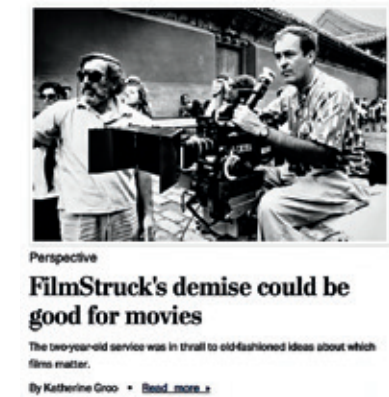 Perspective
FilmStruck's demise could be
good for movies
The two-year-old service was in thrall to old-fashioned ideas about which
films matter.
By Katherine Groo • Read more »